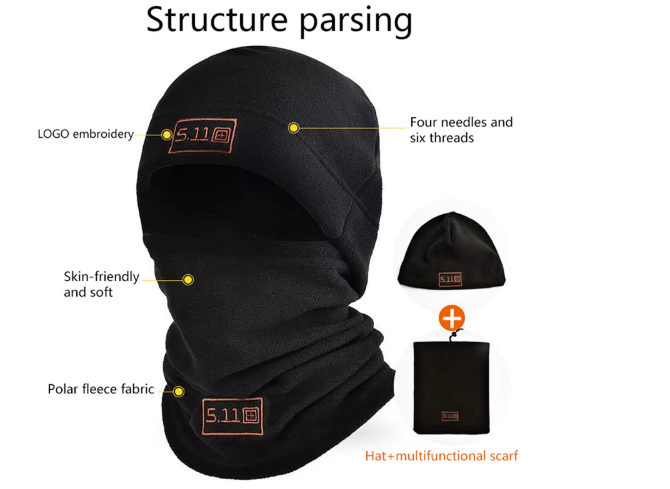 Structure parsing
LOGO embroidery
5.11
Four needles and
six threads
Skin-friendly
and soft
5.11
Polar fleece fabric
5.11
5.11
Hat+multifunctional scarf